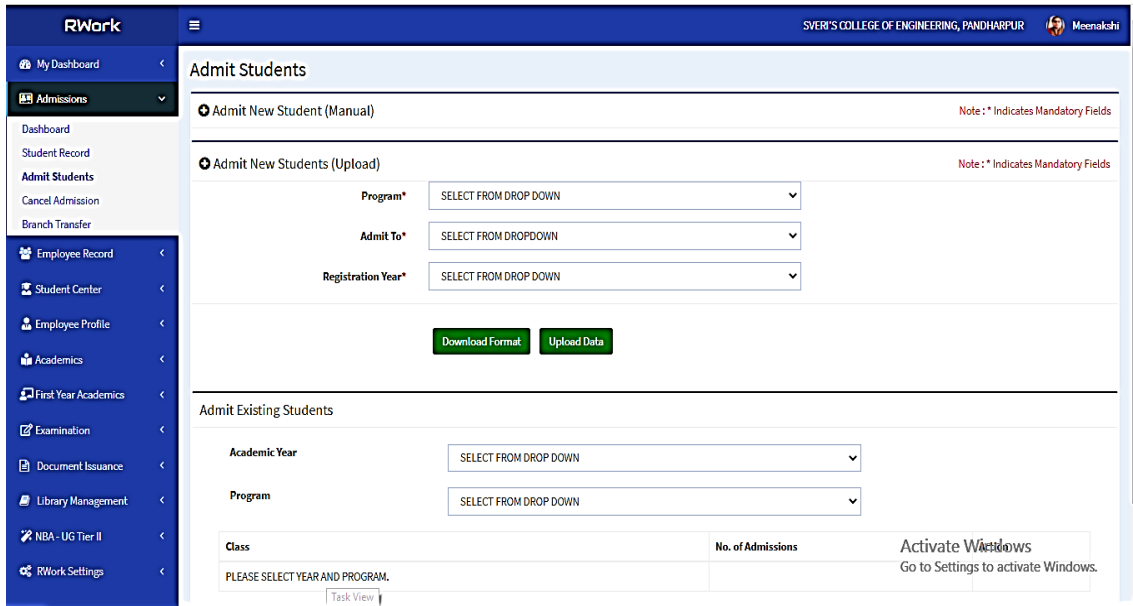 RWork
SVERI'S COLLEGE OF ENGINEERING, PANDHARPUR
Meenakshi
My Dashboard
Admissions
Dashboard
Student Record
Admit Students
Cancel Admission
Branch Transfer
Employee Record
Student Center
Employee Profile
Academics
First Year Academics
Examination
Document Issuance
Library Management
NBA - UG Tier II
RWork Settings
Admit Students
Admit New Student (Manual)
Note : * Indicates Mandatory Fields
Admit New Students (Upload)
Note : * Indicates Mandatory Fields
Program* SELECT FROM DROP DOWN
Admit To* SELECT FROM DROPDOWN
Registration Year* SELECT FROM DROP DOWN
Download Format Upload Data
Admit Existing Students
Academic Year SELECT FROM DROP DOWN
Program SELECT FROM DROP DOWN
Class No. of Admissions Action
PLEASE SELECT YEAR AND PROGRAM.
Activate Windows
Go to Settings to activate Windows.
Task View